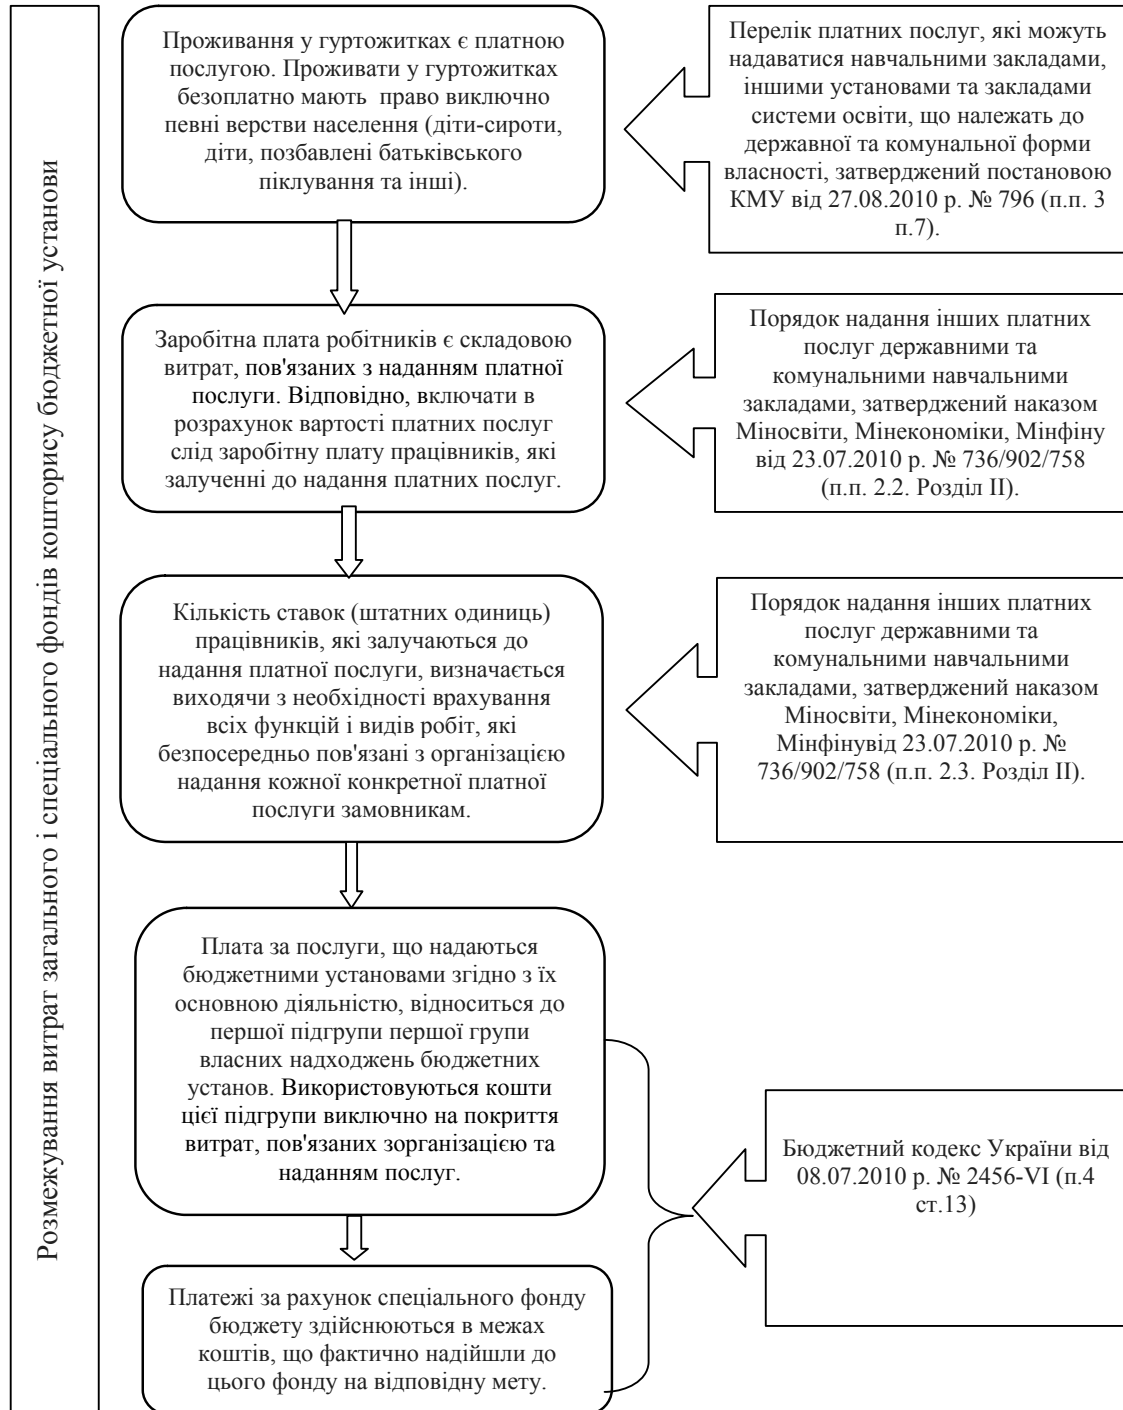 Розмежування витрат загального і спеціального фондів кошторису бюджетної установи
Проживання у гуртожитках є платною
послугою. Проживати у гуртожитках
безоплатно мають право виключно
певні верстви населення (діти-сироти,
діти, позбавлені батьківського
піклування та інші).
Перелік платних послуг, які можуть
надаватися навчальними закладами,
іншими установами та закладами
системи освіти, що належать до
державної та комунальної форми
власності, затверджений постановою
КМУ від 27.08.2010 р. № 796 (п.п. 3
п.7).
Заробітна плата робітників є складовою
витрат, пов'язаних з наданням платної
послуги. Відповідно, включати в
розрахунок вартості платних послуг
слід заробітну плату працівників, які
залученні до надання платних послуг.
Порядок надання інших платних
послуг державними та
комунальними навчальними
закладами, затверджений наказом
Міносвіти, Мінекономіки, Мінфіну
від 23.07.2010 р. № 736/902/758
(п.п. 2.2. Розділ II).
Кількість ставок (штатних одиниць)
працівників, які залучаються до
надання платної послуги, визначається
виходячи з необхідності врахування
всіх функцій і видів робіт, які
безпосередньо пов'язані з організацією
надання кожної конкретної платної
послуги замовникам.
Порядок надання інших платних
послуг державними та
комунальними навчальними
закладами, затверджений наказом
Міносвіти, Мінекономіки,
Мінфінувід 23.07.2010 р. №
736/902/758 (п.п. 2.3. Розділ II).
Плата за послуги, що надаються
бюджетними установами згідно з їх
основною діяльністю, відноситься до
першої підгрупи першої групи
власних надходжень бюджетних
установ. Використовуються кошти
цієї підгрупи виключно на покриття
витрат, пов'язаних зорганізацією та
наданням послуг.
Бюджетний кодекс України від
08.07.2010 р. № 2456-VI (п.4
ст.13)
Платежі за рахунок спеціального фонду
бюджету здійснюються в межах
коштів, що фактично надійшли до
цього фонду на відповідну мету.